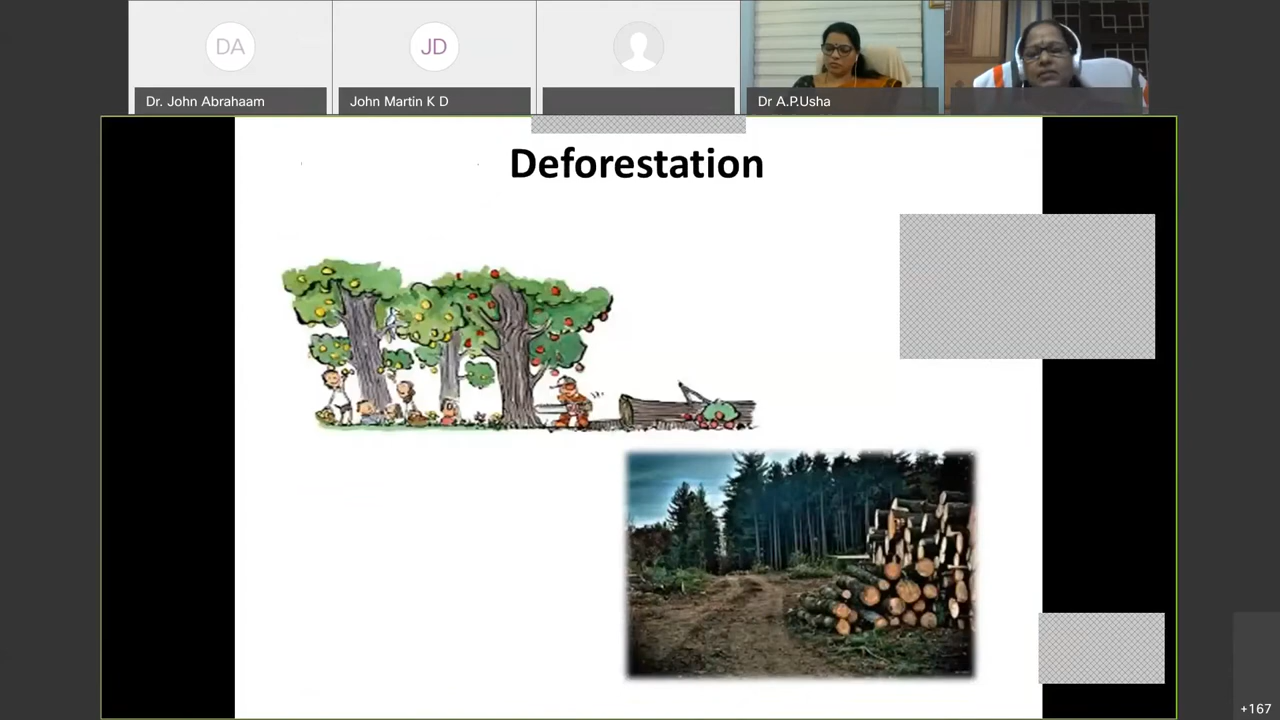 DA
JD
Dr. John Abrahaam
John Martin K D
Dr A.P.Usha
Deforestation
+167